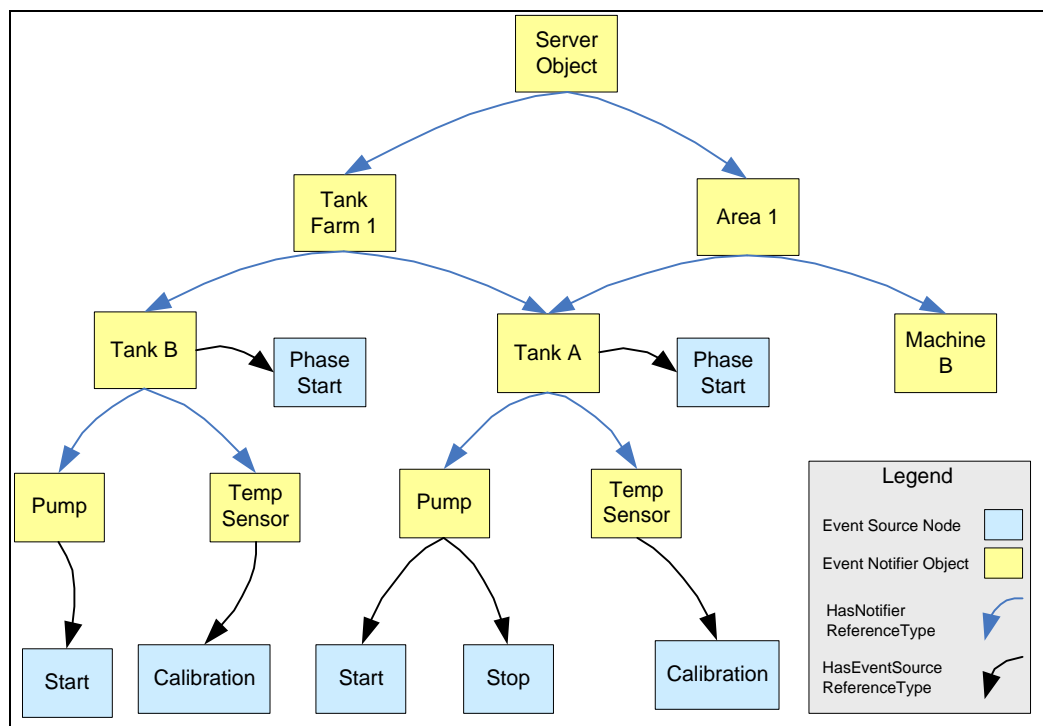 Server
Object
Tank
Farm 1
Area 1
Tank B
Phase
Start
Tank A
Phase
Start
Machine
B
Pump
Temp
Sensor
Pump
Temp
Sensor
Start
Calibration
Start
Stop
Calibration
Legend
Event Source Node
Event Notifier Object
HasNotifier
ReferenceType
HasEventSource
ReferenceType